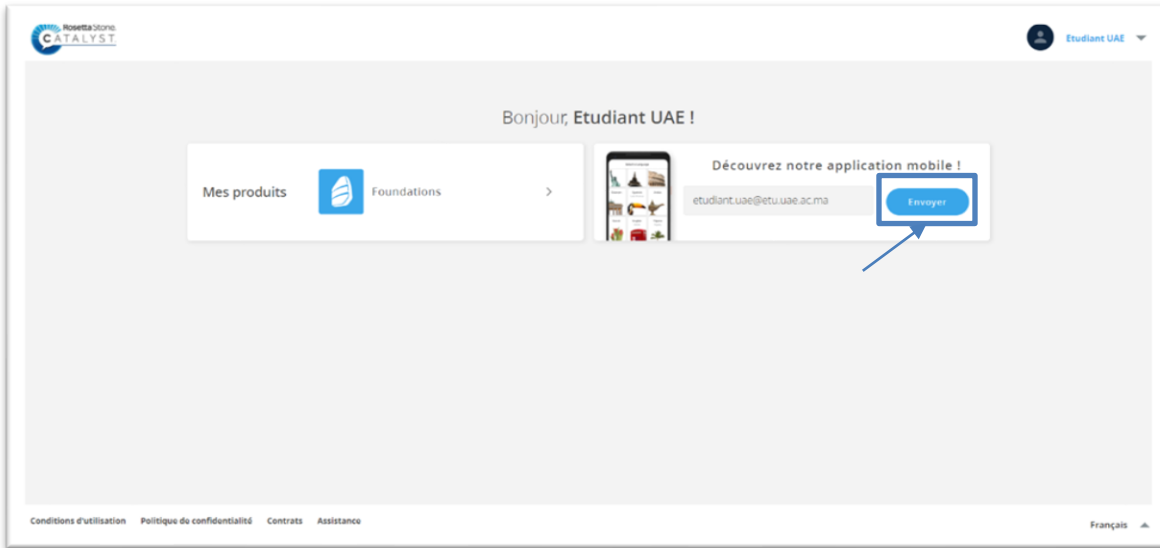 Rosetta Stone.
CATALYST.
Etudiant UAE
Bonjour, Etudiant UAE !
Mes produits
Foundations
Découvrez notre application mobile !
etudiant.uae@etu.uae.ac.ma
Envoyer
Conditions d'utilisation Politique de confidentialité Contrats Assistance
Français